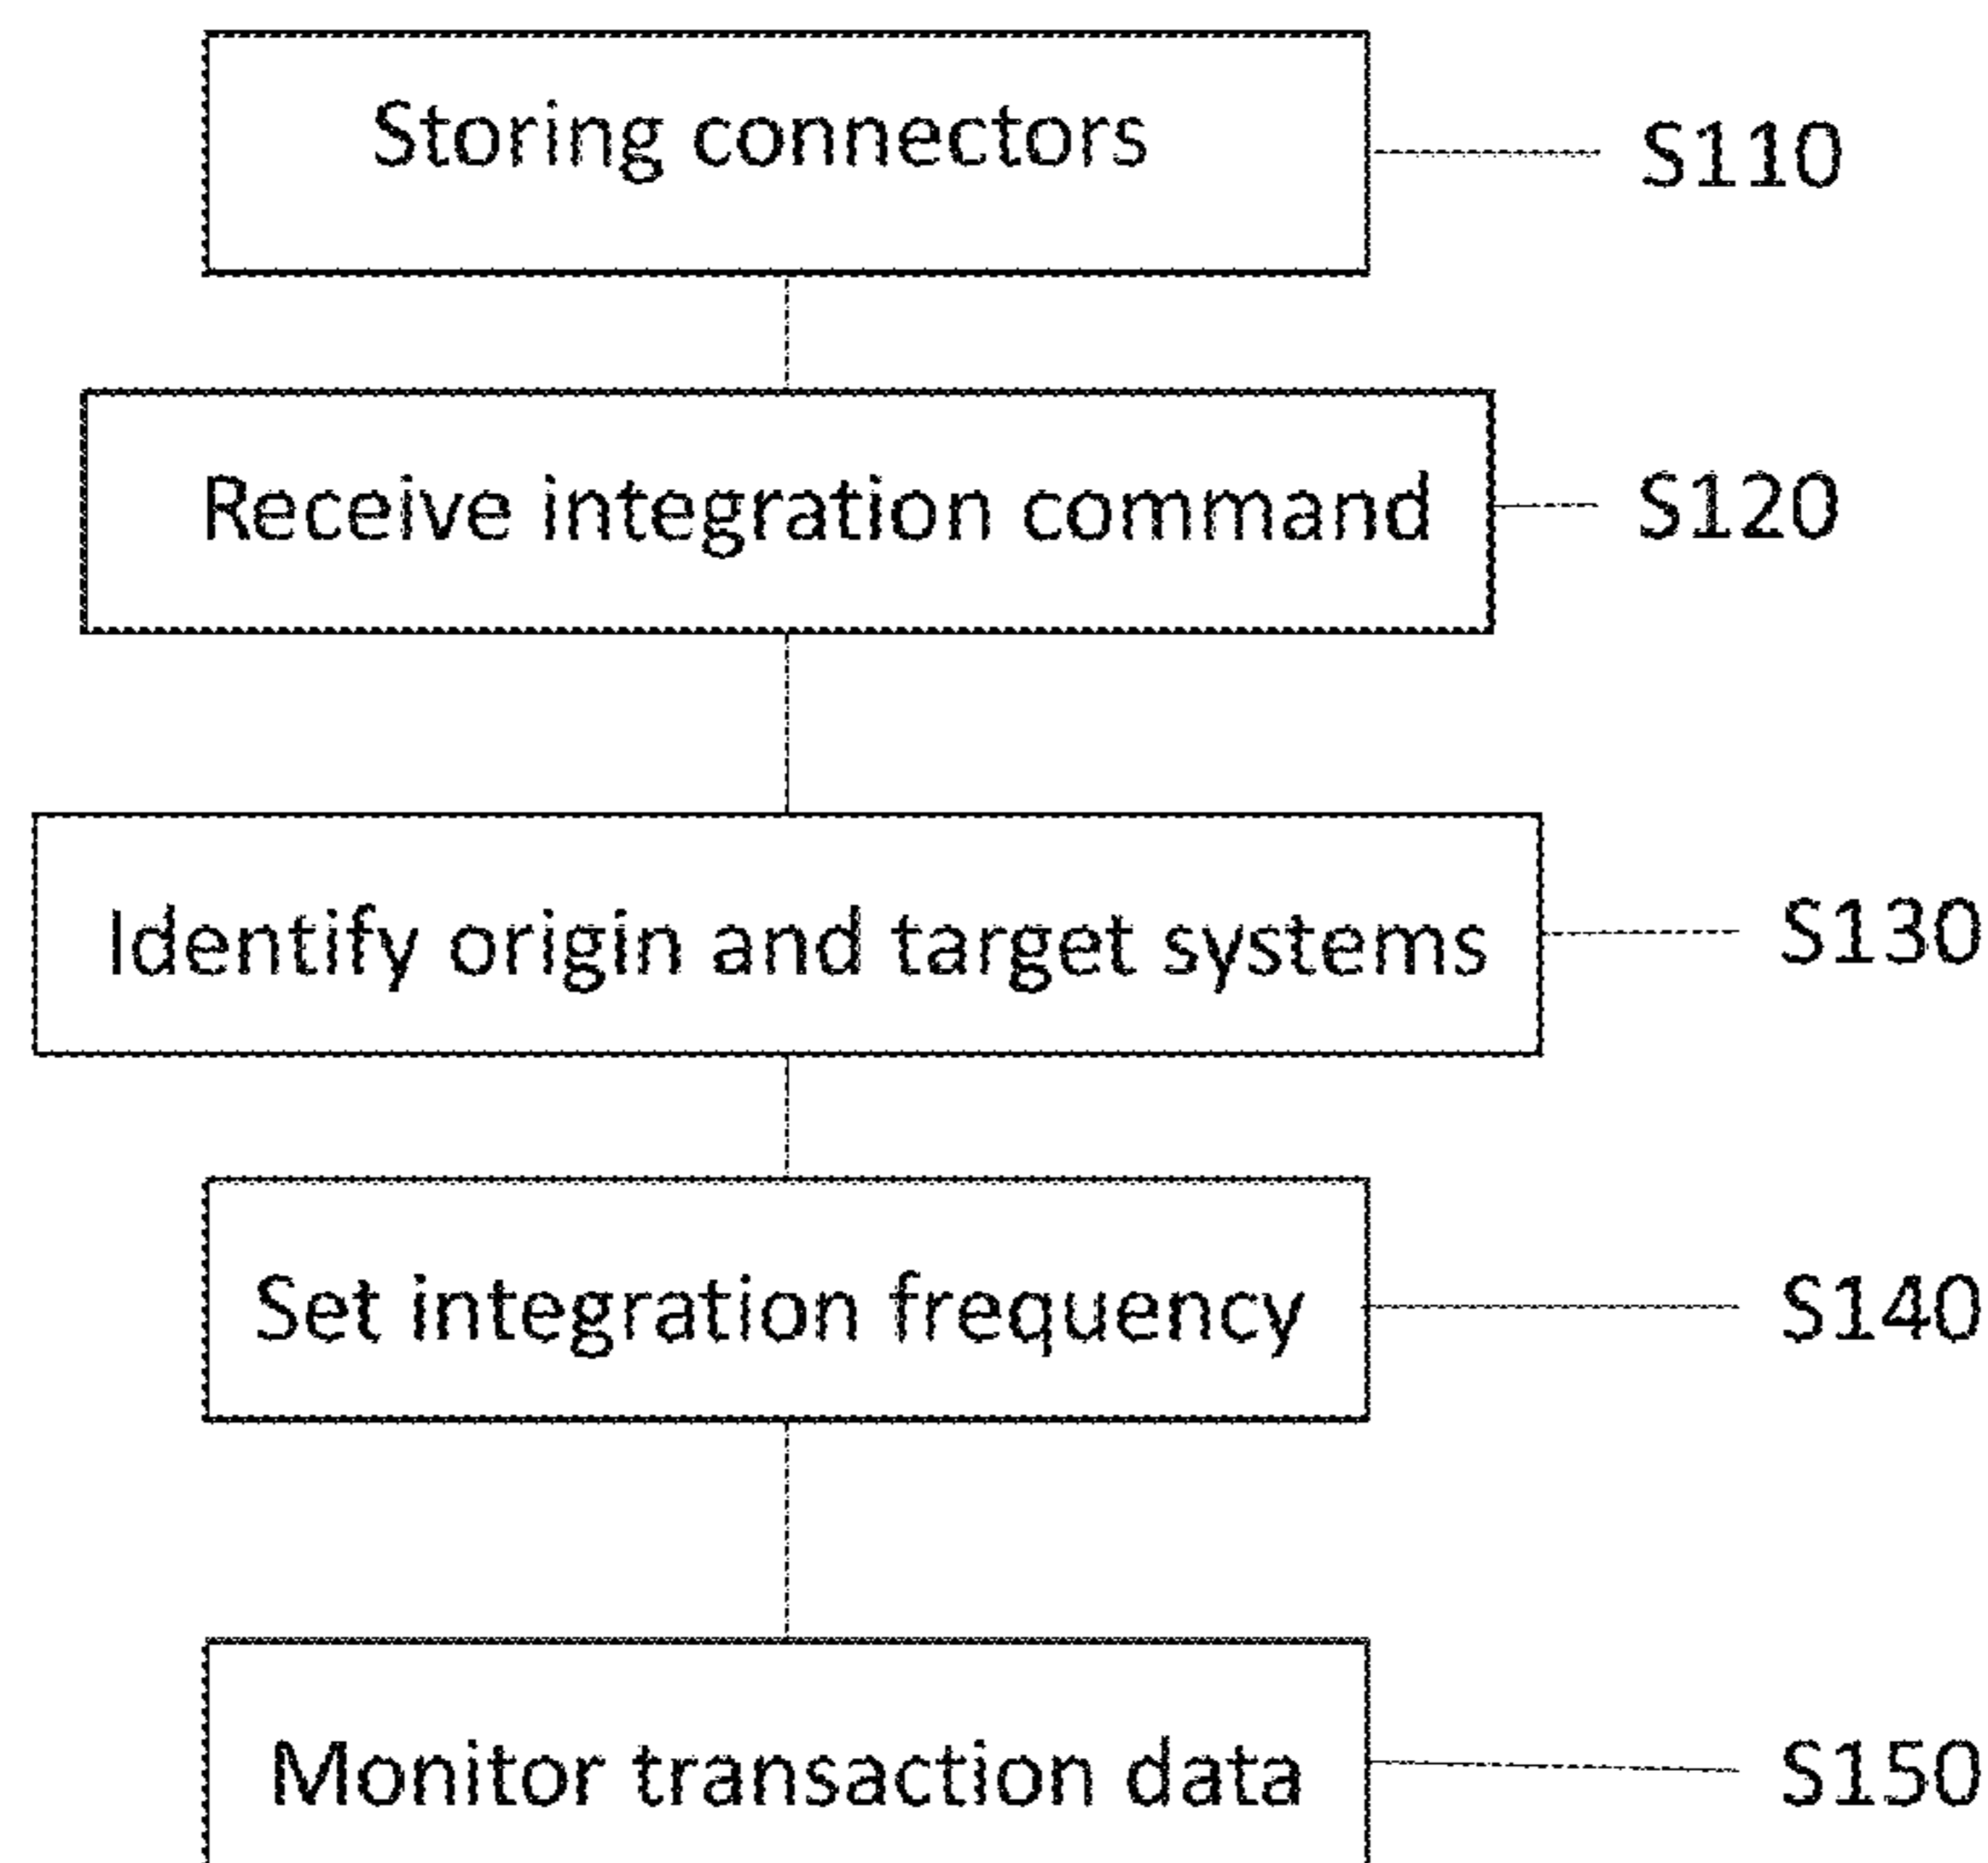 Storing connectors
S110
Receive integration command
S120
Identify origin and target systems
S130
Set integration frequency
S140
Monitor transaction data
S150